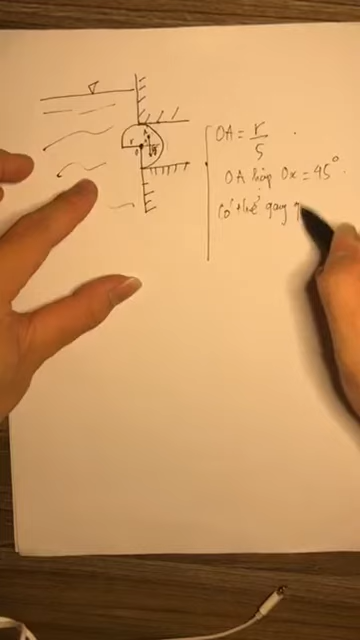 r
A
O
OA = r/5
OA hợp Ox = 45°
Có thể quay